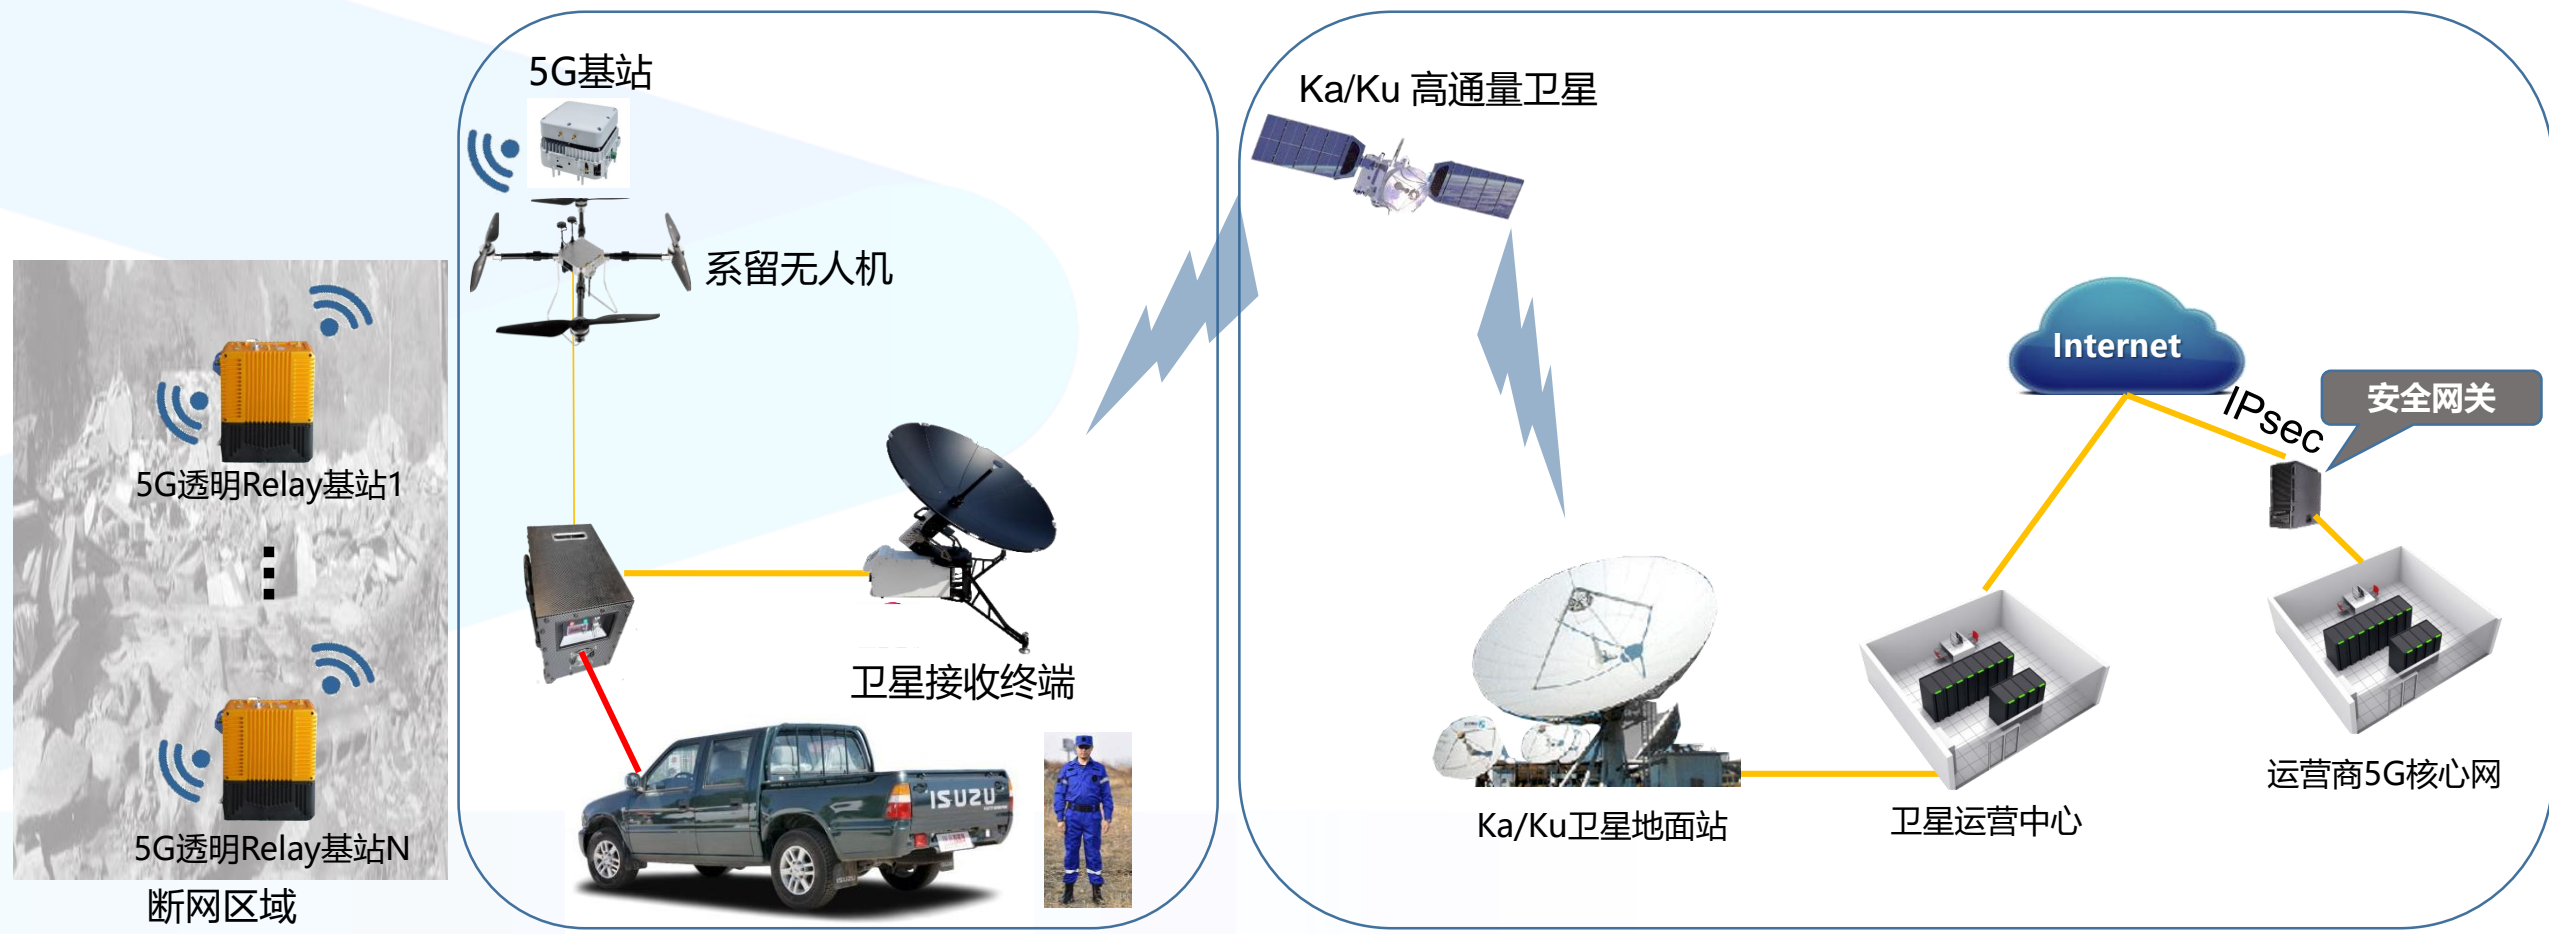 5G基站
系留无人机
5G透明Relay基站1
5G透明Relay基站N
断网区域
卫星接收终端
ISUZU
Ka/Ku 高通量卫星
Internet
IPsec
安全网关
Ka/Ku卫星地面站
卫星运营中心
运营商5G核心网